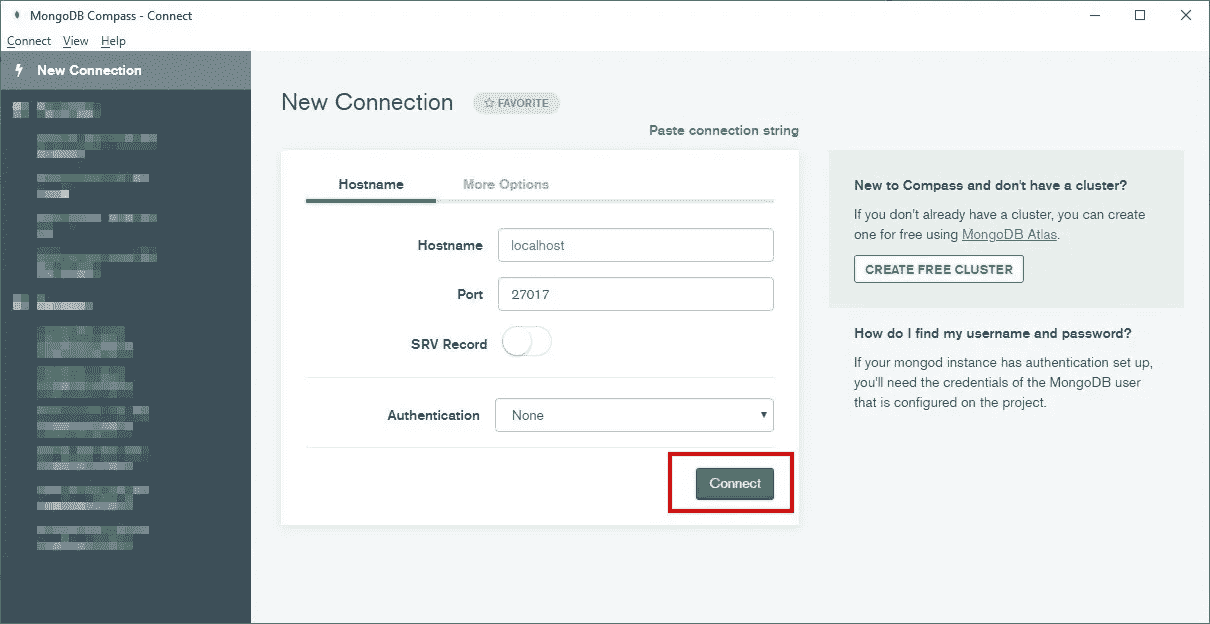 MongoDB Compass - Connect
Connect View Help
New Connection
New Connection
FAVORITE
Paste connection string
Hostname More Options
Hostname localhost
Port 27017
SRV Record
Authentication None
Connect
New to Compass and don't have a cluster?
If you don't already have a cluster, you can create
one for free using MongoDB Atlas.
CREATE FREE CLUSTER
How do I find my username and password?
If your mongod instance has authentication set up,
you'll need the credentials of the MongoDB user
that is configured on the project.